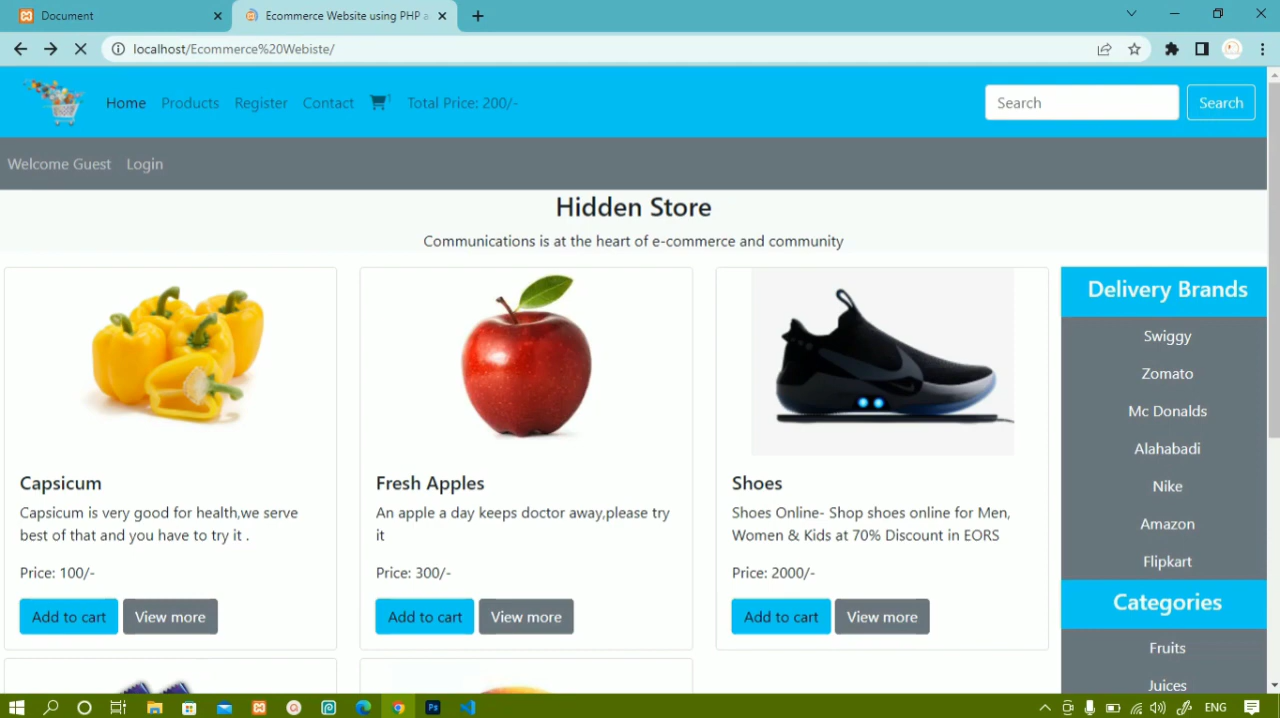 Document
Ecommerce Website using PHP a
localhost/Ecommerce%20Webiste/
Home Products Register Contact 1 Total Price: 200/- Search Search
Welcome Guest Login
Hidden Store
Communications is at the heart of e-commerce and community
Capsicum
Capsicum is very good for health,we serve
best of that and you have to try it .
Price: 100/-
Add to cart View more
Fresh Apples
An apple a day keeps doctor away,please try
it
Price: 300/-
Add to cart View more
Shoes
Shoes Online- Shop shoes online for Men,
Women & Kids at 70% Discount in EORS
Price: 2000/-
Add to cart View more
Delivery Brands
Swiggy
Zomato
Mc Donalds
Alahabadi
Nike
Amazon
Flipkart
Categories
Fruits
Juices
Ps
ENG